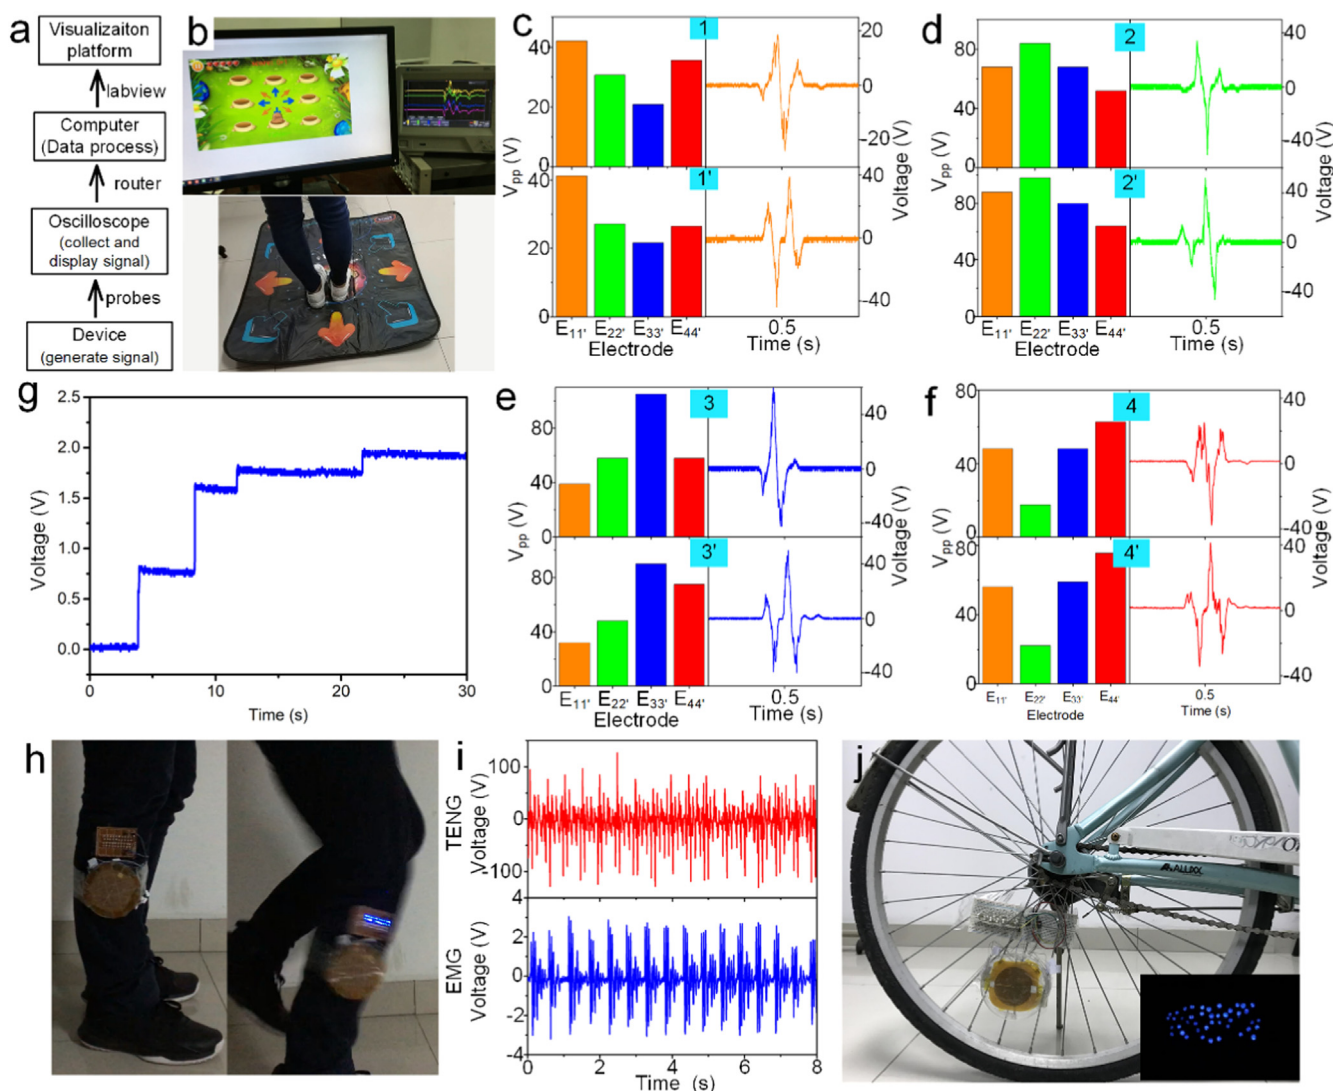 a
Visualizaiton
platform
labview
Computer
(Data process)
router
Oscilloscope
(collect and
display signal)
probes
Device
(generate signal)
b
c
1
40
20
0
20
0
-20
Vpp (V)
Voltage (V)
1'
40
20
0
40
0
-40
E11' E22' E33' E44'
Electrode
0.5
Time (s)
d
2
80
40
0
40
0
-40
Vpp (V)
Voltage (V)
2'
80
40
0
40
0
-40
E11' E22' E33' E44'
Electrode
0.5
Time (s)
g
2.5
2.0
1.5
1.0
0.5
0.0
Voltage (V)
0 10 20 30
Time (s)
e
3
80
40
0
40
0
-40
Vpp (V)
Voltage (V)
3'
80
40
0
40
0
-40
E11' E22' E33' E44'
Electrode
0.5
Time (s)
f
4
80
40
0
40
0
-40
Vpp (V)
Voltage (V)
4'
80
40
0
40
0
-40
E11' E22' E33' E44'
Electrode
0.5
Time (s)
h
i
TENG
Voltage (V)
100
0
-100
EMG
Voltage (V)
4
2
0
-2
-4
0 2 4 6 8
Time (s)
j
ALLIXX